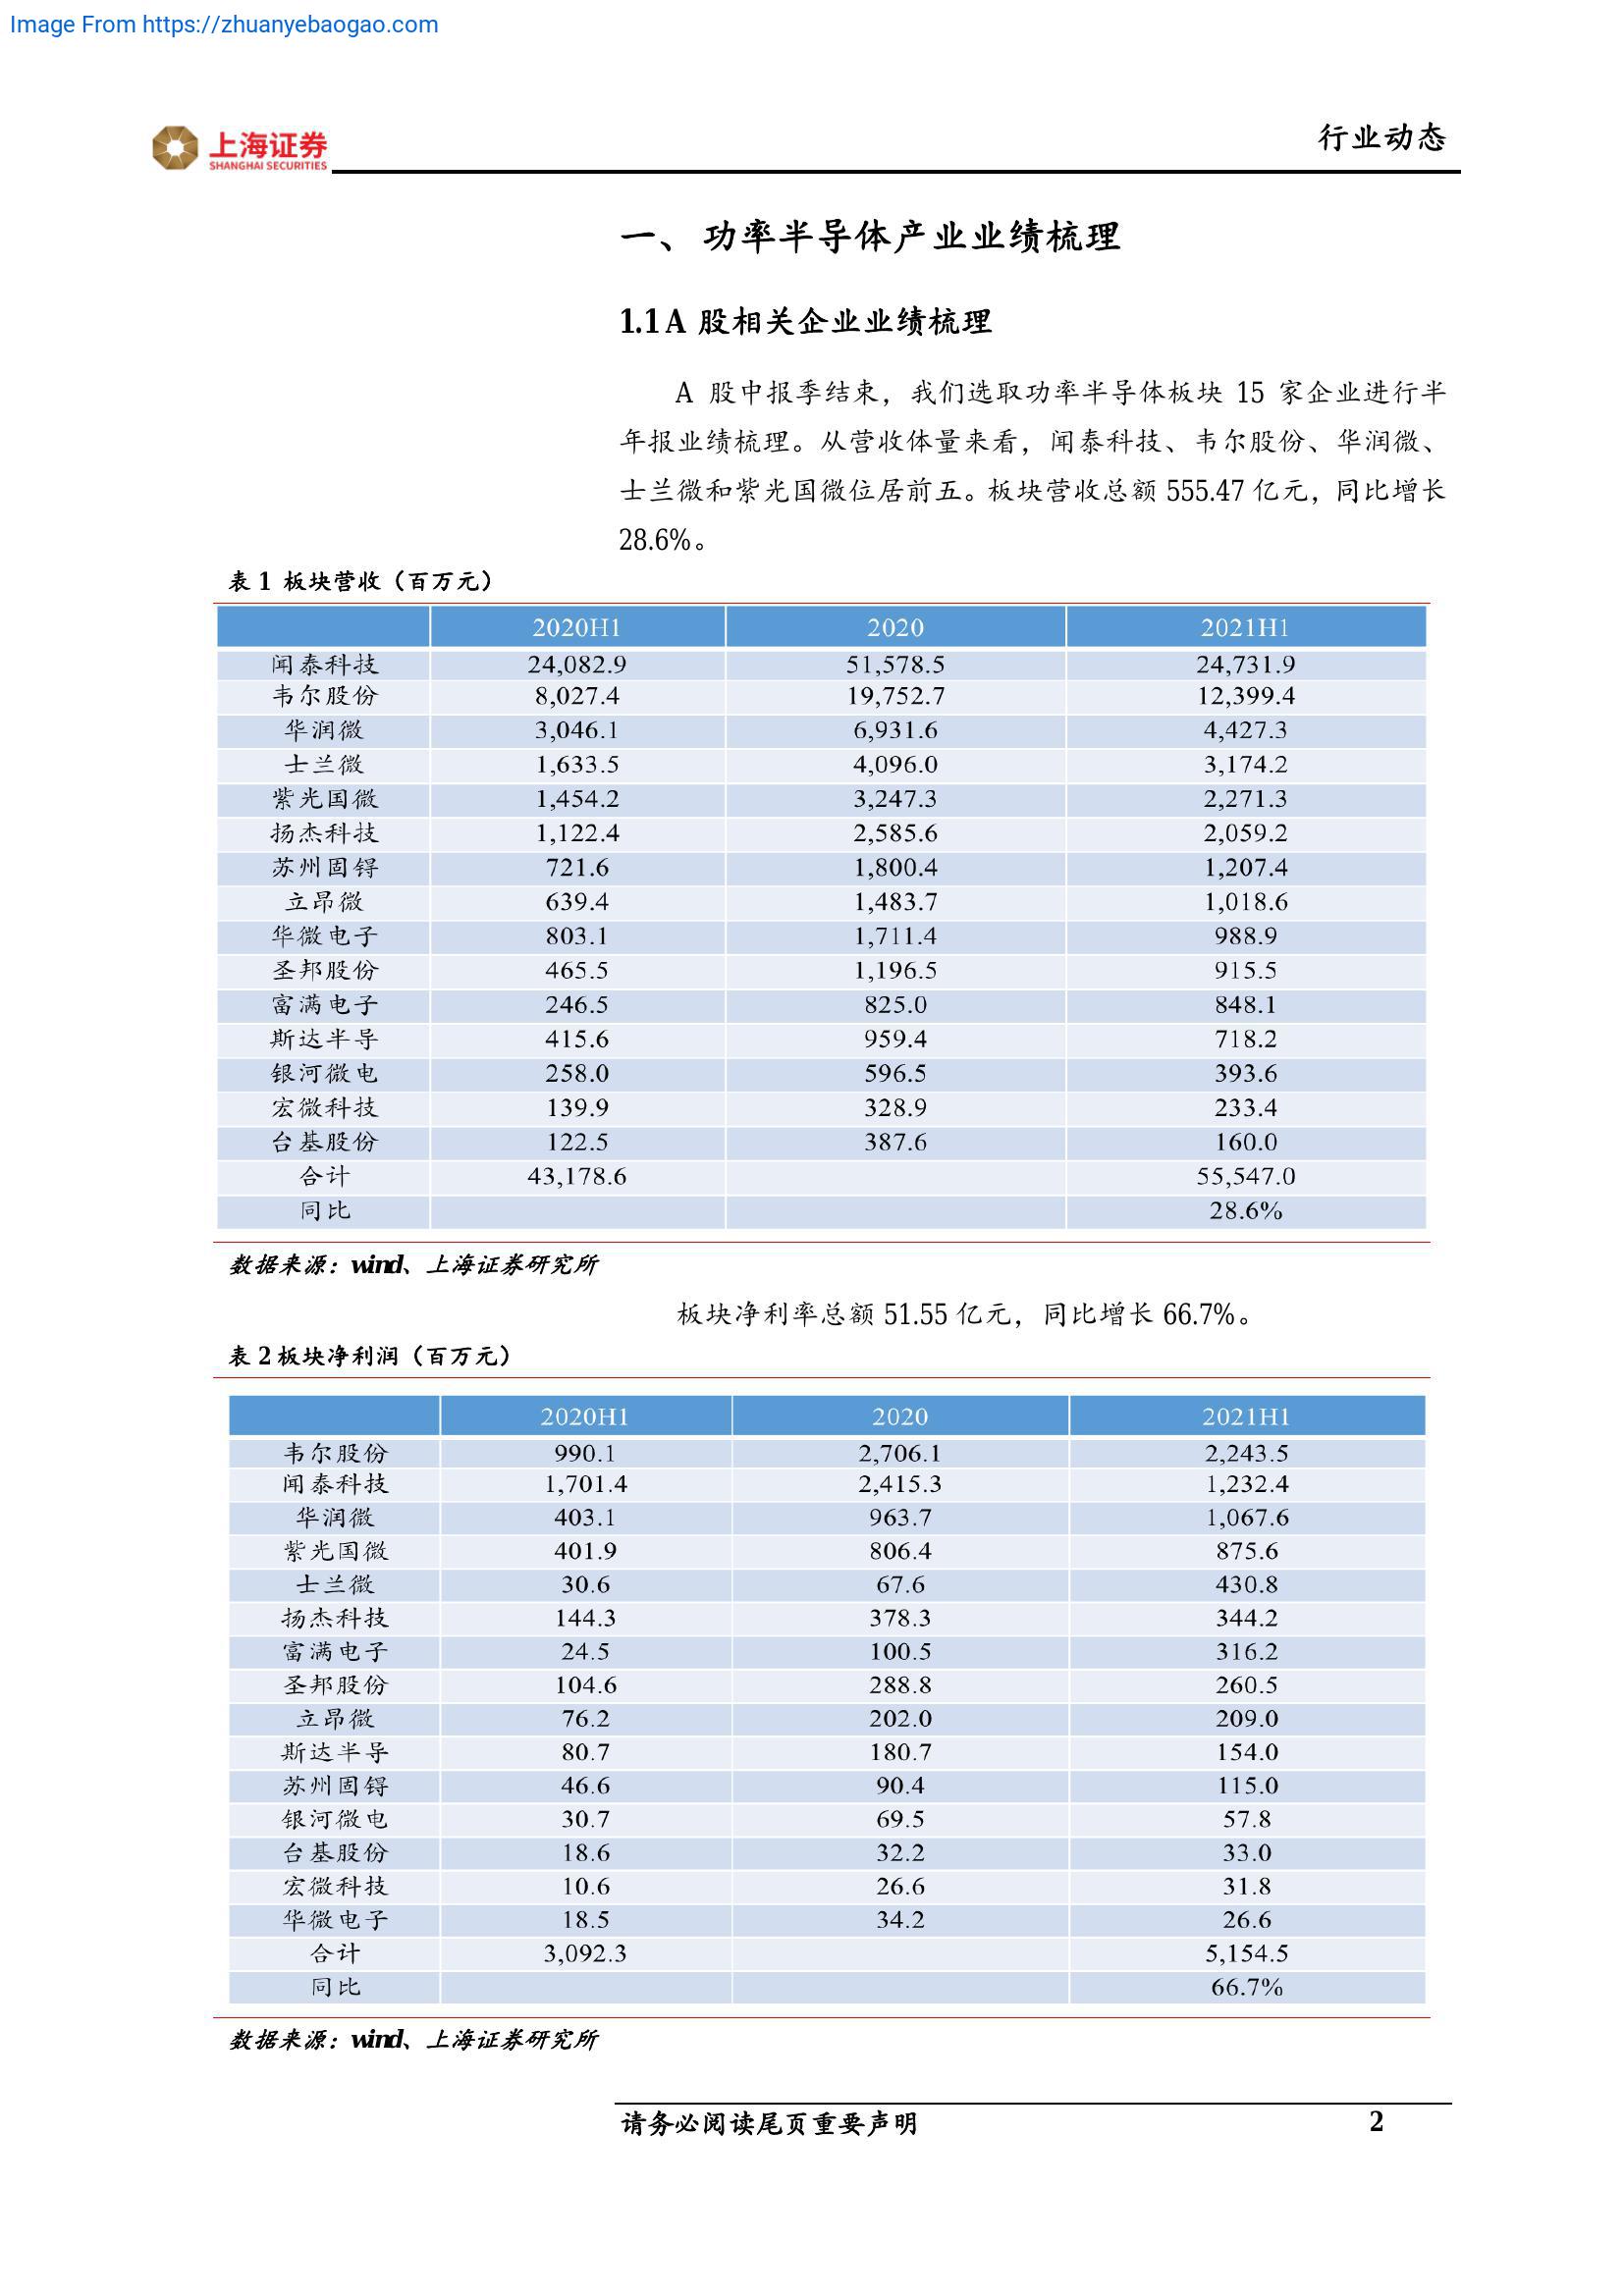 Image From https://zhuanyebaogao.com
上海证券
SHANGHAI SECURITIES
行业动态
一、 功率半导体产业业绩梳理
1.1 A 股相关企业业绩梳理
A 股中报季结束，我们选取功率半导体板块 15 家企业进行半
年报业绩梳理。从营收体量来看，闻泰科技、韦尔股份、华润微、
士兰微和紫光国微位居前五。板块营收总额 555.47 亿元，同比增长
28.6%。
表 1 板块营收（百万元）
2020H1 2020 2021H1
闻泰科技 24,082.9 51,578.5 24,731.9
韦尔股份 8,027.4 19,752.7 12,399.4
华润微 3,046.1 6,931.6 4,427.3
士兰微 1,633.5 4,096.0 3,174.2
紫光国微 1,454.2 3,247.3 2,271.3
扬杰科技 1,122.4 2,585.6 2,059.2
苏州固锝 721.6 1,800.4 1,207.4
立昂微 639.4 1,483.7 1,018.6
华微电子 803.1 1,711.4 988.9
圣邦股份 465.5 1,196.5 915.5
富满电子 246.5 825.0 848.1
斯达半导 415.6 959.4 718.2
银河微电 258.0 596.5 393.6
宏微科技 139.9 328.9 233.4
台基股份 122.5 387.6 160.0
合计 43,178.6 55,547.0
同比 28.6%
数据来源：wind、上海证券研究所
板块净利率总额 51.55 亿元，同比增长 66.7%。
表 2 板块净利润（百万元）
2020H1 2020 2021H1
韦尔股份 990.1 2,706.1 2,243.5
闻泰科技 1,701.4 2,415.3 1,232.4
华润微 403.1 963.7 1,067.6
紫光国微 401.9 806.4 875.6
士兰微 30.6 67.6 430.8
扬杰科技 144.3 378.3 344.2
富满电子 24.5 100.5 316.2
圣邦股份 104.6 288.8 260.5
立昂微 76.2 202.0 209.0
斯达半导 80.7 180.7 154.0
苏州固锝 46.6 90.4 115.0
银河微电 30.7 69.5 57.8
台基股份 18.6 32.2 33.0
宏微科技 10.6 26.6 31.8
华微电子 18.5 34.2 26.6
合计 3,092.3 5,154.5
同比 66.7%
数据来源：wind、上海证券研究所
请务必阅读尾页重要声明 2